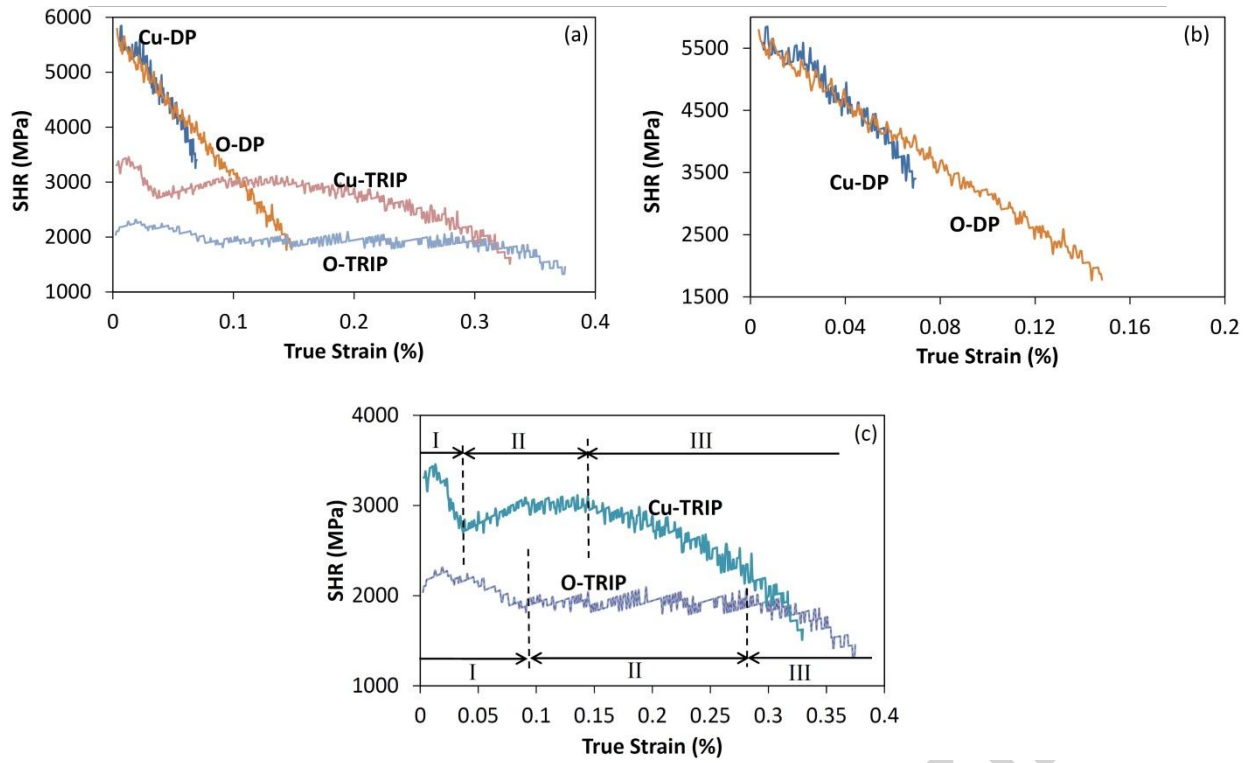 6000
(a)
Cu-DP
5000
SHR (MPa)
4000
O-DP
3000
Cu-TRIP
2000
O-TRIP
1000
0 0.1 0.2 0.3 0.4
True Strain (%)
(b)
5500
4500
SHR (MPa)
3500
Cu-DP
O-DP
2500
1500
0 0.04 0.08 0.12 0.16 0.2
True Strain (%)
4000
(c)
I II III
3000
Cu-TRIP
SHR (MPa)
O-TRIP
2000
I II III
1000
0 0.05 0.1 0.15 0.2 0.25 0.3 0.35 0.4
True Strain (%)